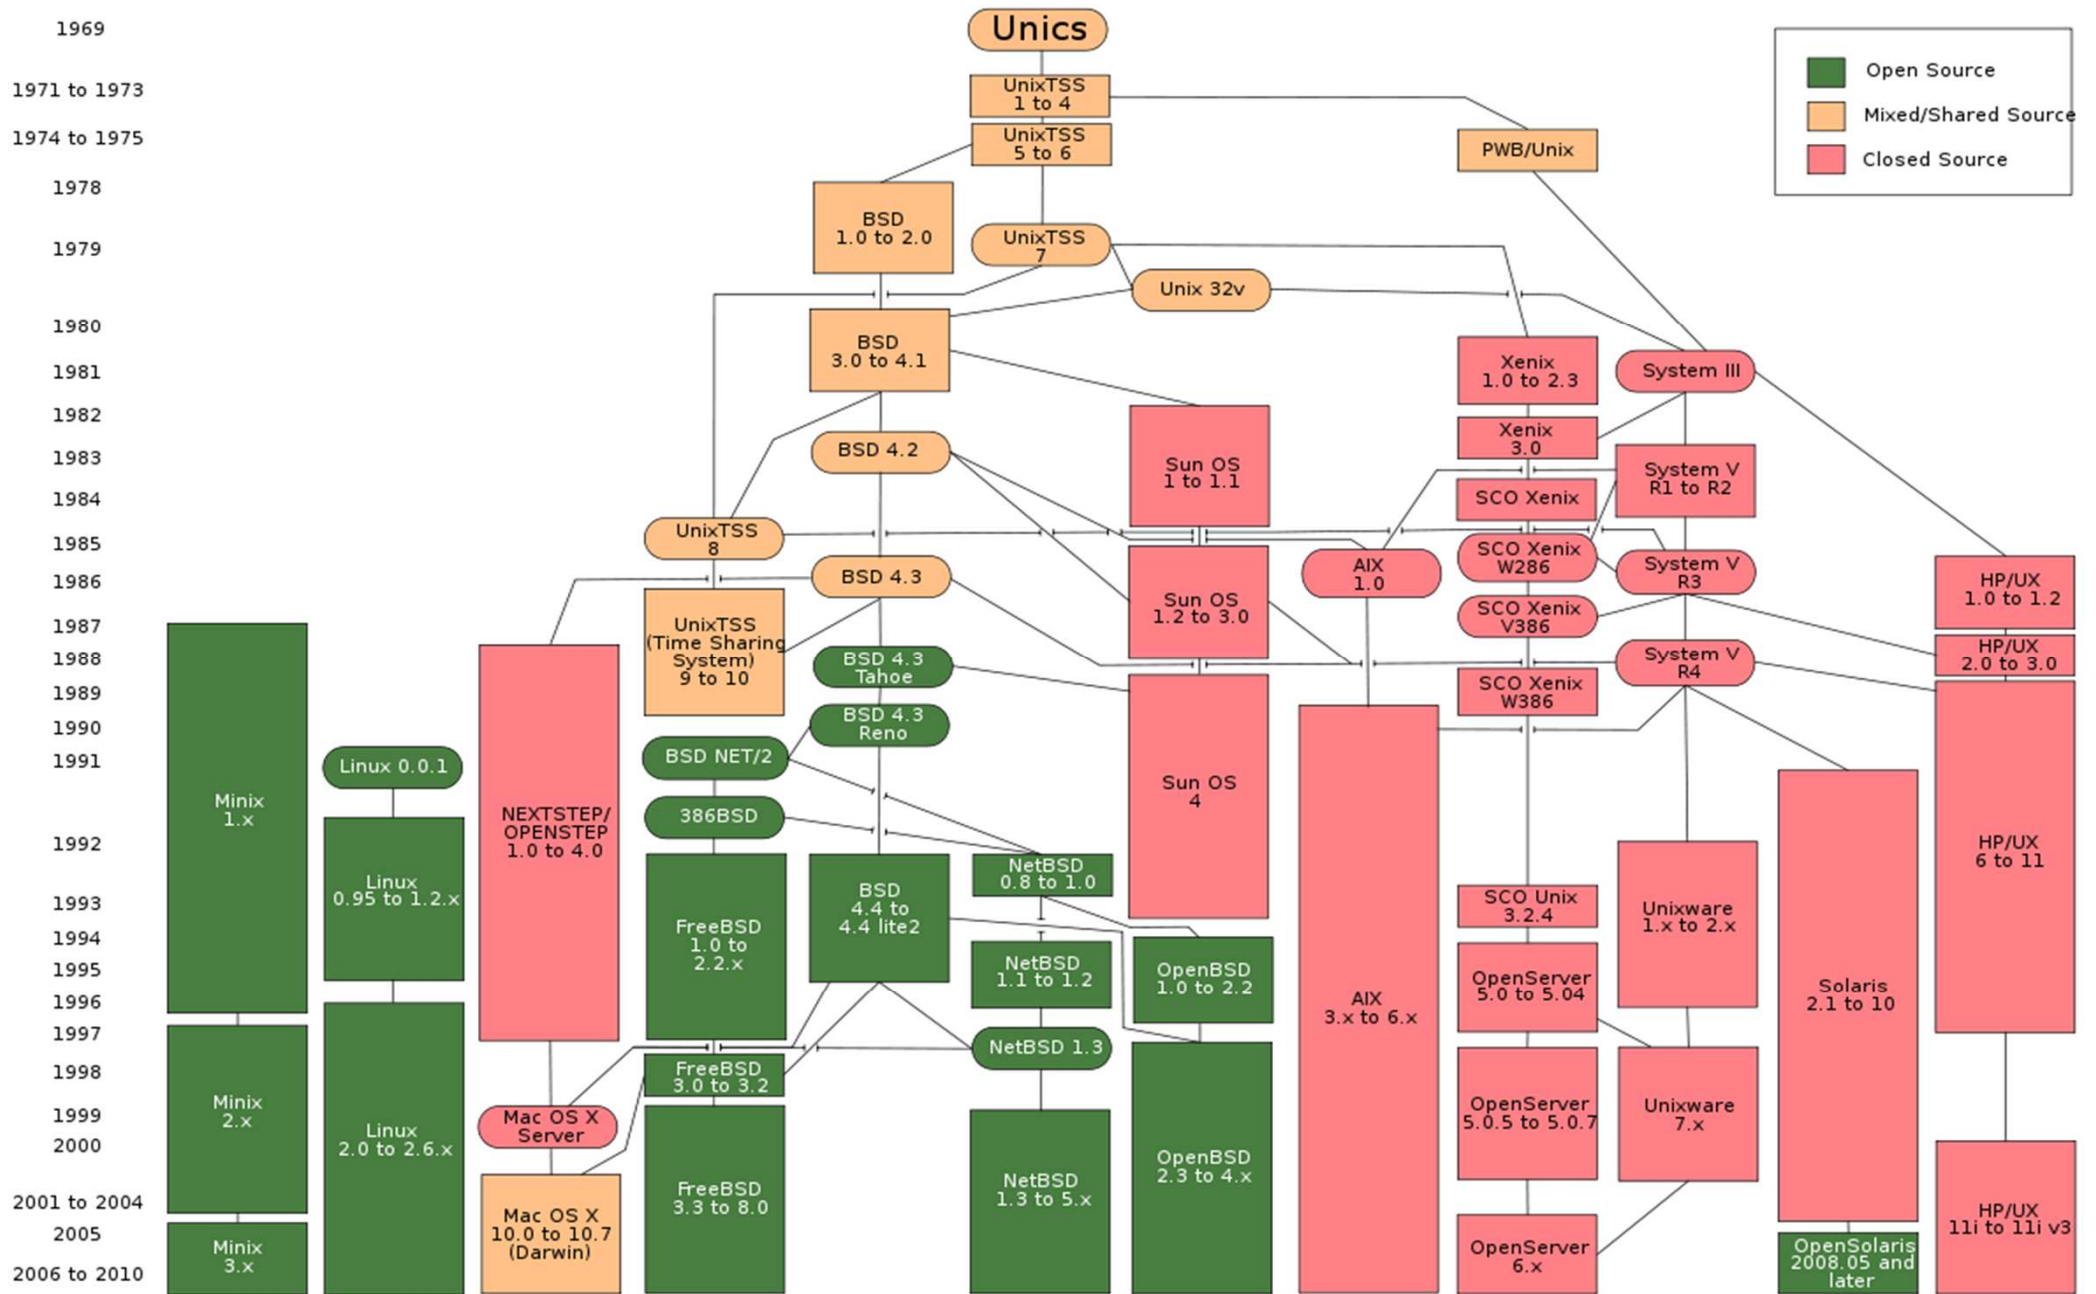 1969
1971 to 1973
1974 to 1975
1978
1979
1980
1981
1982
1983
1984
1985
1986
1987
1988
1989
1990
1991
1992
1993
1994
1995
1996
1997
1998
1999
2000
2001 to 2004
2005
2006 to 2010
Open Source
Mixed/Shared Source
Closed Source
Unics
UnixTSS
1 to 4
UnixTSS
5 to 6
PWB/Unix
BSD
1.0 to 2.0
UnixTSS
7
Unix 32v
BSD
3.0 to 4.1
Xenix
1.0 to 2.3
System III
Xenix
3.0
BSD 4.2
Sun OS
1 to 1.1
System V
R1 to R2
SCO Xenix
UnixTSS
8
SCO Xenix
W286
AIX
1.0
System V
R3
BSD 4.3
HP/UX
1.0 to 1.2
Sun OS
1.2 to 3.0
SCO Xenix
V386
UnixTSS
(Time Sharing
System)
9 to 10
BSD 4.3
Tahoe
System V
R4
HP/UX
2.0 to 3.0
SCO Xenix
W386
BSD 4.3
Reno
BSD NET/2
Linux 0.0.1
Sun OS
4
Minix
1.x
386BSD
NEXTSTEP/
OPENSTEP
1.0 to 4.0
HP/UX
6 to 11
NetBSD
0.8 to 1.0
Linux
0.95 to 1.2.x
BSD
4.4 to
4.4 lite2
SCO Unix
3.2.4
Unixware
1.x to 2.x
FreeBSD
1.0 to
2.2.x
NetBSD
1.1 to 1.2
OpenBSD
1.0 to 2.2
OpenServer
5.0 to 5.04
Solaris
2.1 to 10
AIX
3.x to 6.x
NetBSD 1.3
FreeBSD
3.0 to 3.2
Minix
2.x
Mac OS X
Server
Linux
2.0 to 2.6.x
OpenServer
5.0.5 to 5.0.7
Unixware
7.x
OpenBSD
2.3 to 4.x
NetBSD
1.3 to 5.x
FreeBSD
3.3 to 8.0
Mac OS X
10.0 to 10.7
(Darwin)
HP/UX
11i to 11i v3
Minix
3.x
OpenServer
6.x
OpenSolaris
2008.05 and
later